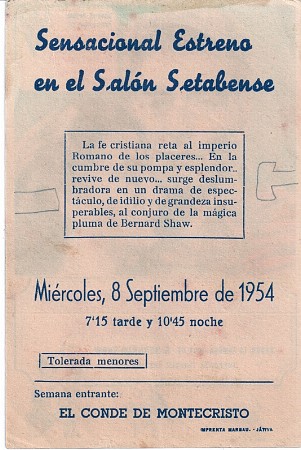 Sensacional Estreno
en el Salón Setabense
La fe cristiana reta al imperio
Romano de los placeres... En la
cumbre de su pompa y esplendor..
revive de nuevo... surge deslum-
bradora en un drama de espec-
táculo, de idilio y de grandeza insu-
perables, al conjuro de la mágica
pluma de Bernard Shaw.
Miércoles, 8 Septiembre de 1954
7'15 tarde y 10'45 noche
Tolerada menores
Semana entrante:
EL CONDE DE MONTECRISTO
IMPRENTA MARBAU. - JÁTIVA